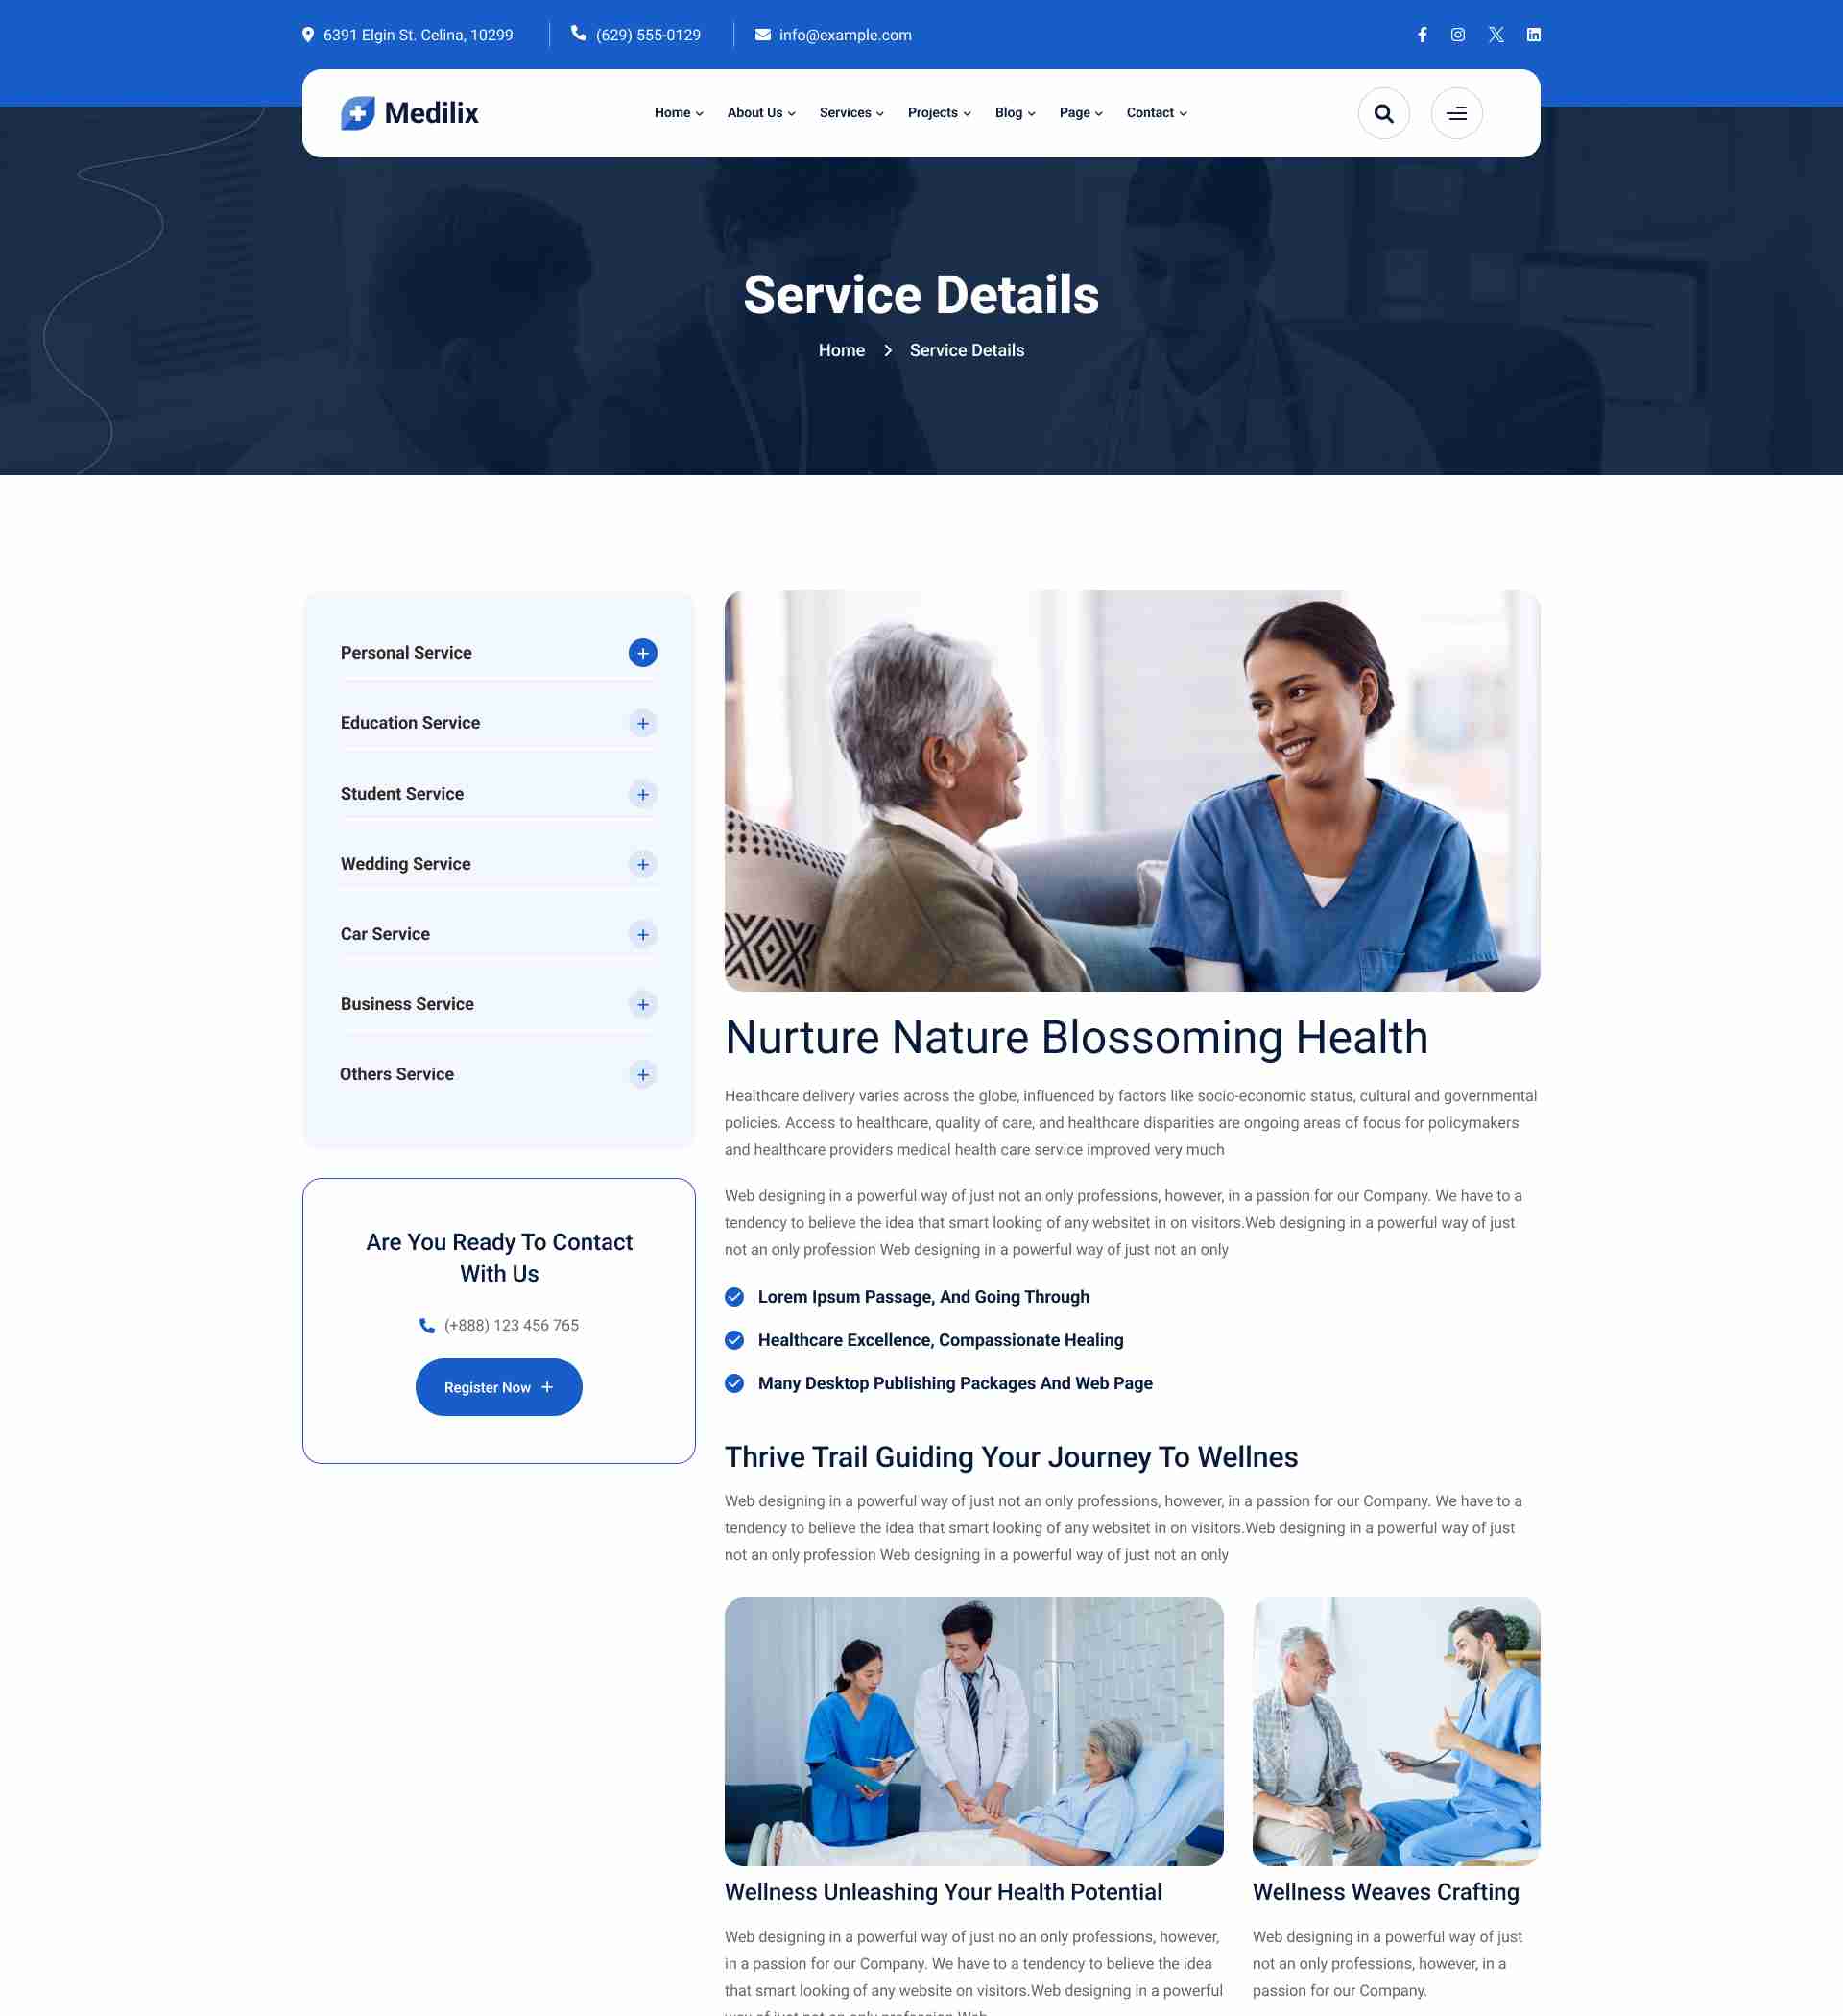 6391 Elgin St. Celina, 10299
(629) 555-0129
info@example.com
Medilix
Home
About Us
Services
Projects
Blog
Page
Contact
Service Details
Home
Service Details
Personal Service
Education Service
Student Service
Wedding Service
Car Service
Business Service
Others Service
Are You Ready To Contact
With Us
(+888) 123 456 765
Register Now
Nurture Nature Blossoming Health
Healthcare delivery varies across the globe, influenced by factors like socio-economic status, cultural and governmental
policies. Access to healthcare, quality of care, and healthcare disparities are ongoing areas of focus for policymakers
and healthcare providers medical health care service improved very much
Web designing in a powerful way of just not an only professions, however, in a passion for our Company. We have to a
tendency to believe the idea that smart looking of any websitet in on visitors.Web designing in a powerful way of just
not an only profession Web designing in a powerful way of just not an only
Lorem Ipsum Passage, And Going Through
Healthcare Excellence, Compassionate Healing
Many Desktop Publishing Packages And Web Page
Thrive Trail Guiding Your Journey To Wellnes
Web designing in a powerful way of just not an only professions, however, in a passion for our Company. We have to a
tendency to believe the idea that smart looking of any websitet in on visitors.Web designing in a powerful way of just
not an only profession Web designing in a powerful way of just not an only
Wellness Unleashing Your Health Potential
Web designing in a powerful way of just no an only professions, however,
in a passion for our Company. We have to a tendency to believe the idea
that smart looking of any website on visitors.Web designing in a powerful
way of just not an only profession Web
Wellness Weaves Crafting
Web designing in a powerful way of just
not an only professions, however, in a
passion for our Company.